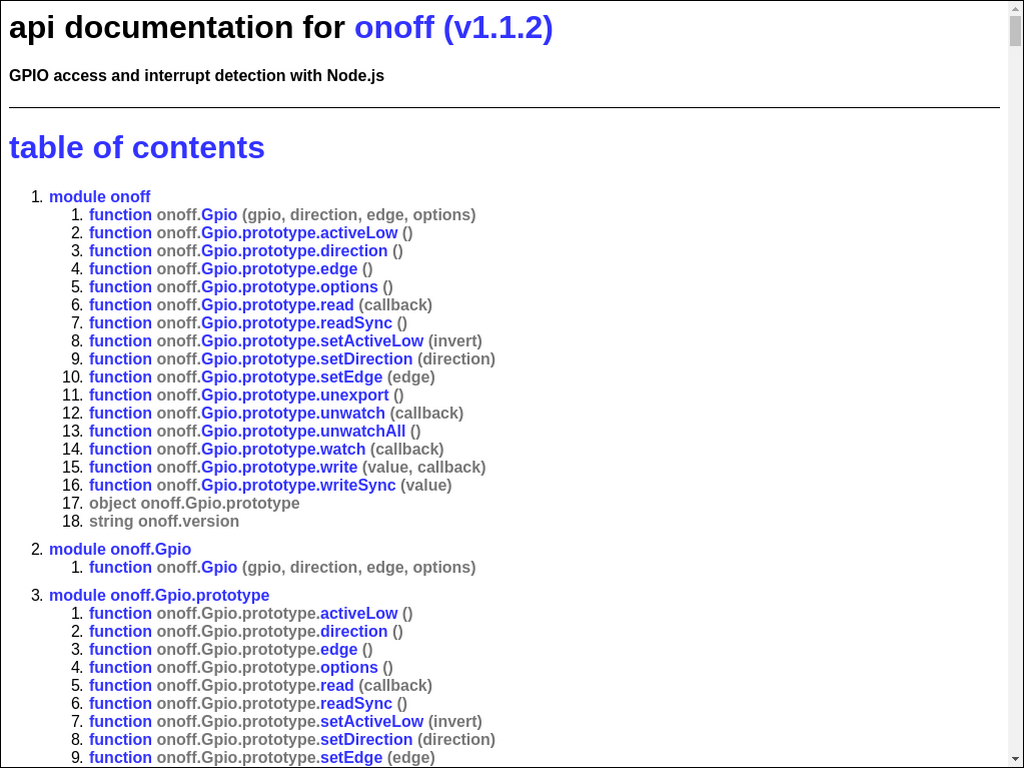 api documentation for onoff (v1.1.2)
GPIO access and interrupt detection with Node.js
table of contents
1. module onoff
1. function onoff.Gpio (gpio, direction, edge, options)
2. function onoff.Gpio.prototype.activeLow ()
3. function onoff.Gpio.prototype.direction ()
4. function onoff.Gpio.prototype.edge ()
5. function onoff.Gpio.prototype.options ()
6. function onoff.Gpio.prototype.read (callback)
7. function onoff.Gpio.prototype.readSync ()
8. function onoff.Gpio.prototype.setActiveLow (invert)
9. function onoff.Gpio.prototype.setDirection (direction)
10. function onoff.Gpio.prototype.setEdge (edge)
11. function onoff.Gpio.prototype.unexport ()
12. function onoff.Gpio.prototype.unwatch (callback)
13. function onoff.Gpio.prototype.unwatchAll ()
14. function onoff.Gpio.prototype.watch (callback)
15. function onoff.Gpio.prototype.write (value, callback)
16. function onoff.Gpio.prototype.writeSync (value)
17. object onoff.Gpio.prototype
18. string onoff.version
2. module onoff.Gpio
1. function onoff.Gpio (gpio, direction, edge, options)
3. module onoff.Gpio.prototype
1. function onoff.Gpio.prototype.activeLow ()
2. function onoff.Gpio.prototype.direction ()
3. function onoff.Gpio.prototype.edge ()
4. function onoff.Gpio.prototype.options ()
5. function onoff.Gpio.prototype.read (callback)
6. function onoff.Gpio.prototype.readSync ()
7. function onoff.Gpio.prototype.setActiveLow (invert)
8. function onoff.Gpio.prototype.setDirection (direction)
9. function onoff.Gpio.prototype.setEdge (edge)